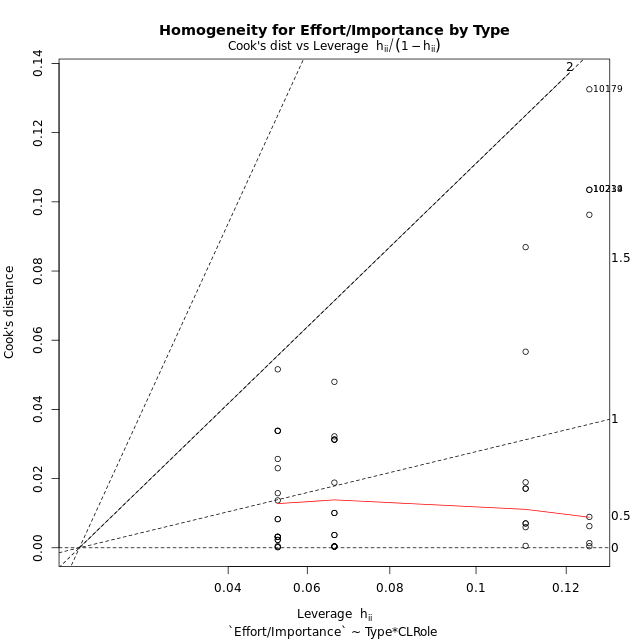 Homogeneity for Effort/Importance by Type
Cook's dist vs Leverage hii/(1 − hii)
0.14
2
10179
0.12
0.10
0.08
1.5
Cook's distance
0.06
0.04
1
0.02
0.5
0.00
0
0.04 0.06 0.08 0.1 0.12
Leverage hii
`Effort/Importance` ~ Type*CLRole